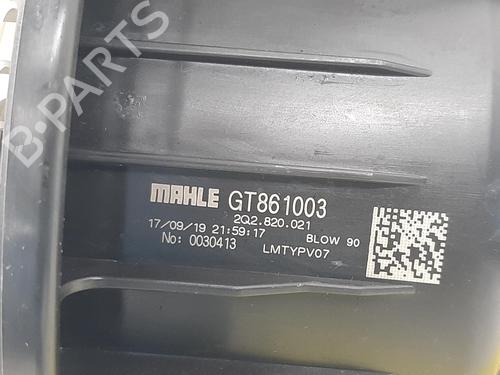 B-PARTS
MAHLE GT861003
2Q2.820.021
17/09/19 21:59:17 BLOW 90
No: 0030413 LMTYPV07